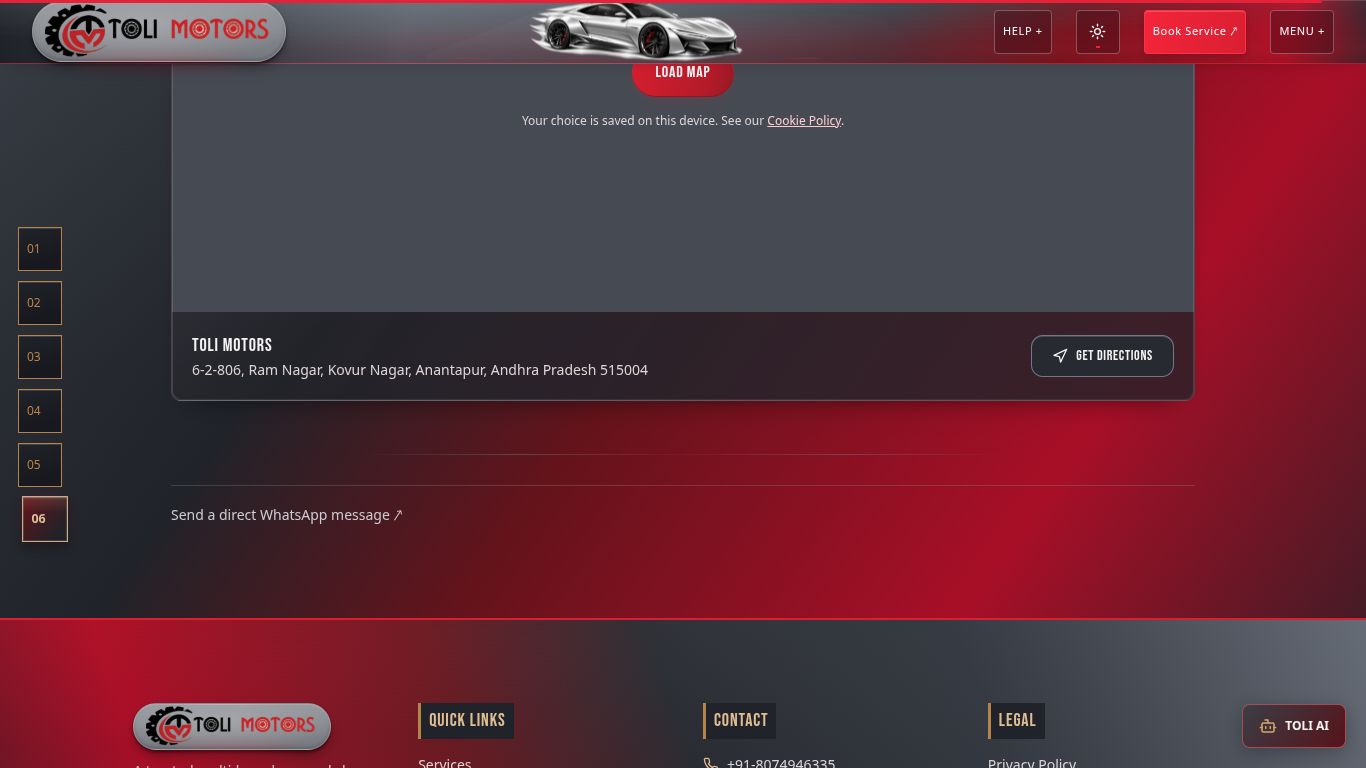 TOLI MOTORS
HELP +
Book Service ↗
MENU +
LOAD MAP
Your choice is saved on this device. See our Cookie Policy.
01
02
03
04
05
06
TOLI MOTORS
6-2-806, Ram Nagar, Kovur Nagar, Anantapur, Andhra Pradesh 515004
GET DIRECTIONS
Send a direct WhatsApp message ↗
TOLI MOTORS
QUICK LINKS
Services
CONTACT
+91-8074946335
LEGAL
Privacy Policy
TOLI AI